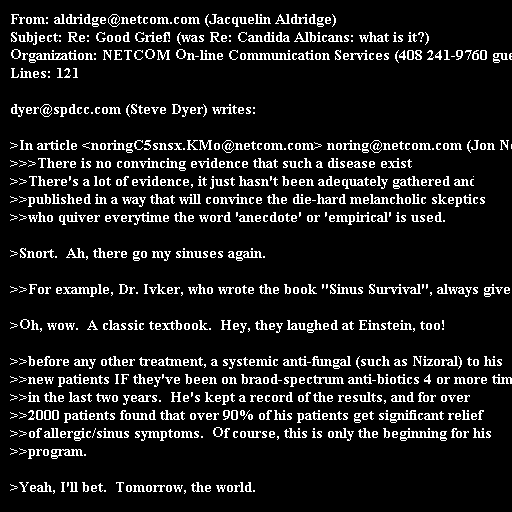 From: aldridge@netcom.com (Jacquelin Aldridge)
Subject: Re: Good Grief! (was Re: Candida Albicans: what is it?)
Organization: NETCOM On-line Communication Services (408 241-9760 gue
Lines: 121
dyer@spdcc.com (Steve Dyer) writes:
>In article <noringC5snsx.KMo@netcom.com> noring@netcom.com (Jon No
>>>There is no convincing evidence that such a disease exist
>>There's a lot of evidence, it just hasn't been adequately gathered and
>>published in a way that will convince the die-hard melancholic skeptics
>>who quiver everytime the word 'anecdote' or 'empirical' is used.
>Snort.  Ah, there go my sinuses again.
>>For example, Dr. Ivker, who wrote the book "Sinus Survival", always give
>Oh, wow.  A classic textbook.  Hey, they laughed at Einstein, too!
>>before any other treatment, a systemic anti-fungal (such as Nizoral) to his
>>new patients IF they've been on braod-spectrum anti-biotics 4 or more tim
>>in the last two years.  He's kept a record of the results, and for over
>>2000 patients found that over 90% of his patients get significant relief
>>of allergic/sinus symptoms.  Of course, this is only the beginning for his
>>program.
>Yeah, I'll bet.  Tomorrow, the world.